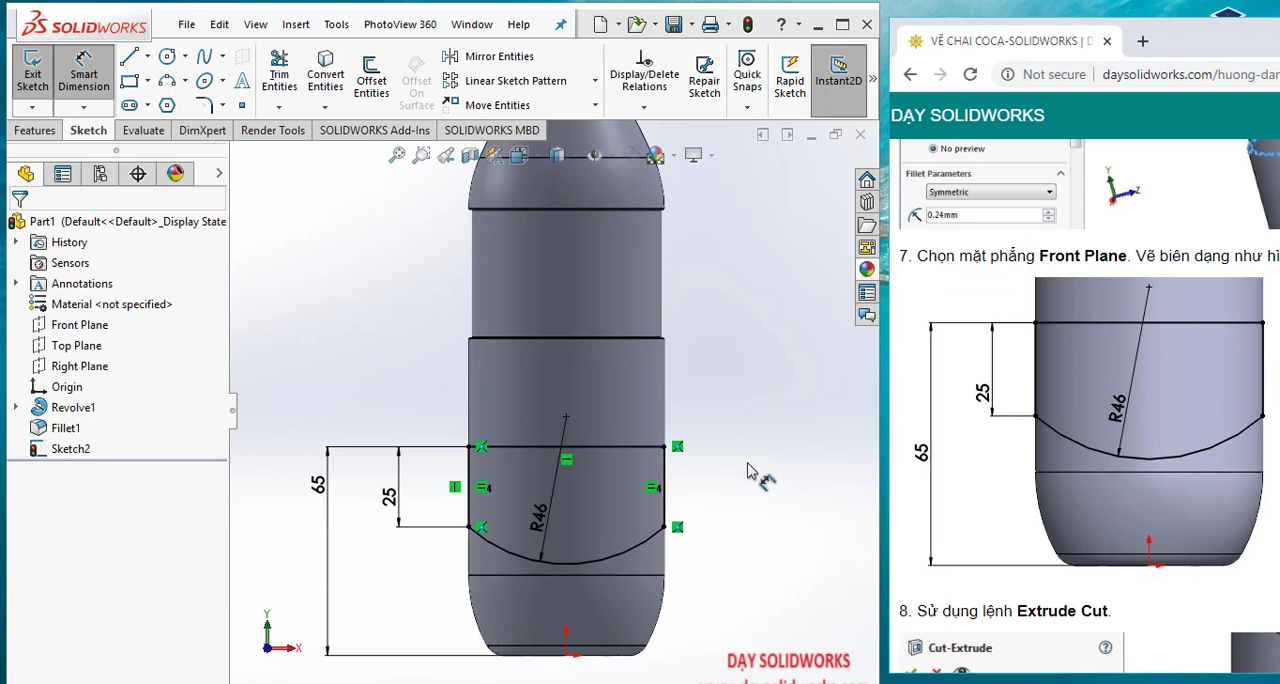 SOLIDWORKS
File Edit View Insert Tools PhotoView 360 Window Help
Exit Sketch
Smart Dimension
Trim Entities
Convert Entities
Offset Entities
Offset On Surface
Mirror Entities
Linear Sketch Pattern
Move Entities
Display/Delete Relations
Repair Sketch
Quick Snaps
Rapid Sketch
Instant2D
Features Sketch Evaluate DimXpert Render Tools SOLIDWORKS Add-Ins SOLIDWORKS MBD
Part1 (Default<<Default>_Display State
History
Sensors
Annotations
Material <not specified>
Front Plane
Top Plane
Right Plane
Origin
Revolve1
Fillet1
Sketch2
65
25
R46
4
4
Y
X
DẠY SOLIDWORKS
VẼ CHAI COCA-SOLIDWORKS | D
Not secure daysolidworks.com/huong-dan
DẠY SOLIDWORKS
No preview
Fillet Parameters
Symmetric
0.24mm
Y
Z
7. Chọn mặt phẳng Front Plane. Vẽ biên dạng như hì
65
25
R46
8. Sử dụng lệnh Extrude Cut.
Cut-Extrude